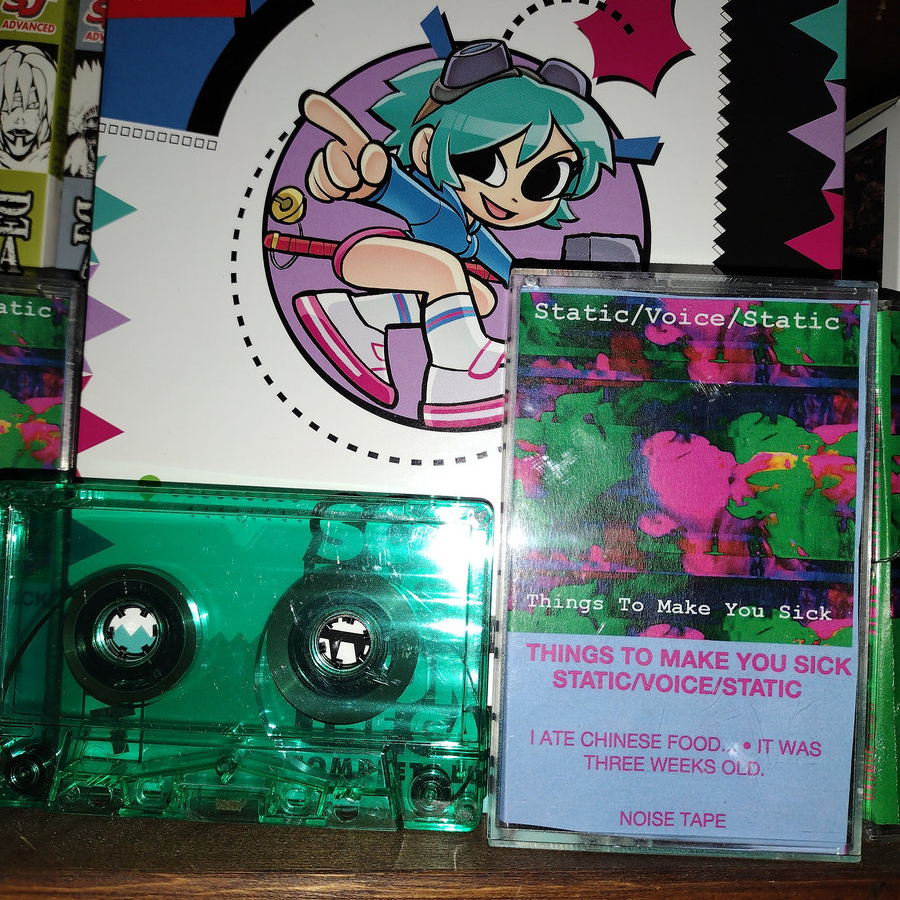 ADVANCED
Static/Voice/Static
Things To Make You Sick
THINGS TO MAKE YOU SICK
STATIC/VOICE/STATIC
I ATE CHINESE FOOD... • IT WAS
THREE WEEKS OLD.
NOISE TAPE
atic